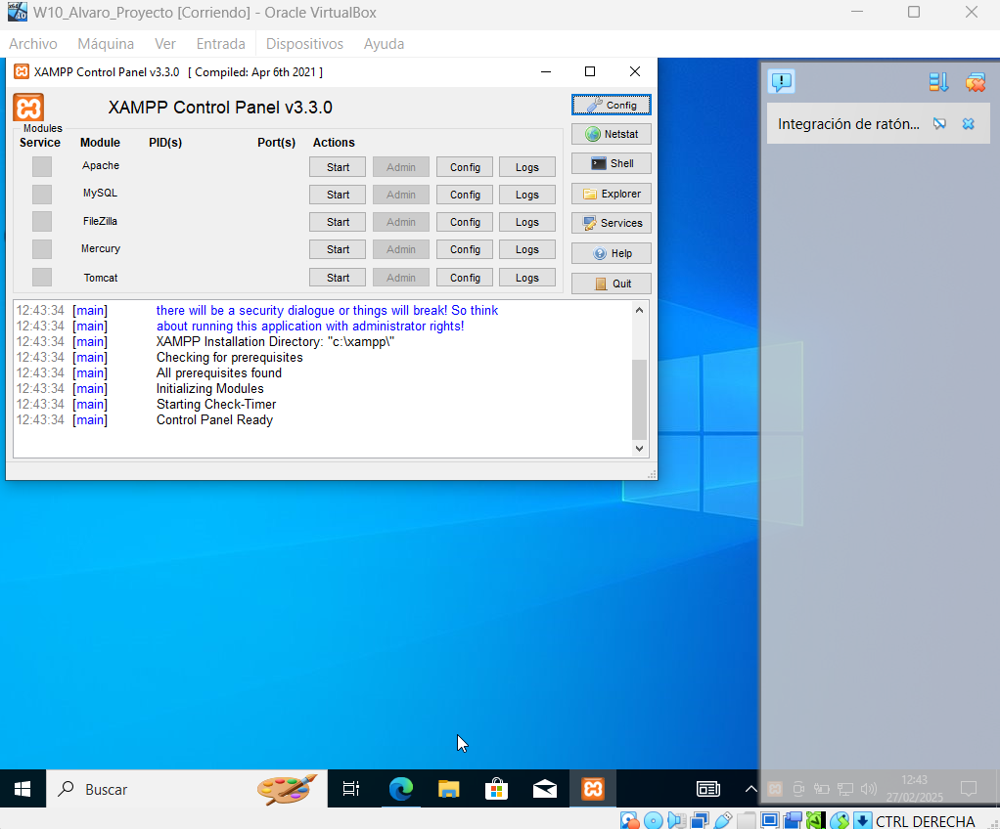 W10_Alvaro_Proyecto [Corriendo] - Oracle VirtualBox
Archivo Máquina Ver Entrada Dispositivos Ayuda
XAMPP Control Panel v3.3.0 [ Compiled: Apr 6th 2021 ]
XAMPP Control Panel v3.3.0
Config
Modules
Service Module PID(s) Port(s) Actions
Netstat
Apache Start Admin Config Logs
Shell
MySQL Start Admin Config Logs
Explorer
FileZilla Start Admin Config Logs
Services
Mercury Start Admin Config Logs
Help
Tomcat Start Admin Config Logs
Quit
12:43:34 [main] there will be a security dialogue or things will break! So think
12:43:34 [main] about running this application with administrator rights!
12:43:34 [main] XAMPP Installation Directory: "c:\xampp\"
12:43:34 [main] Checking for prerequisites
12:43:34 [main] All prerequisites found
12:43:34 [main] Initializing Modules
12:43:34 [main] Starting Check-Timer
12:43:34 [main] Control Panel Ready
Integración de ratón...
Buscar
12:43
27/02/2025
CTRL DERECHA